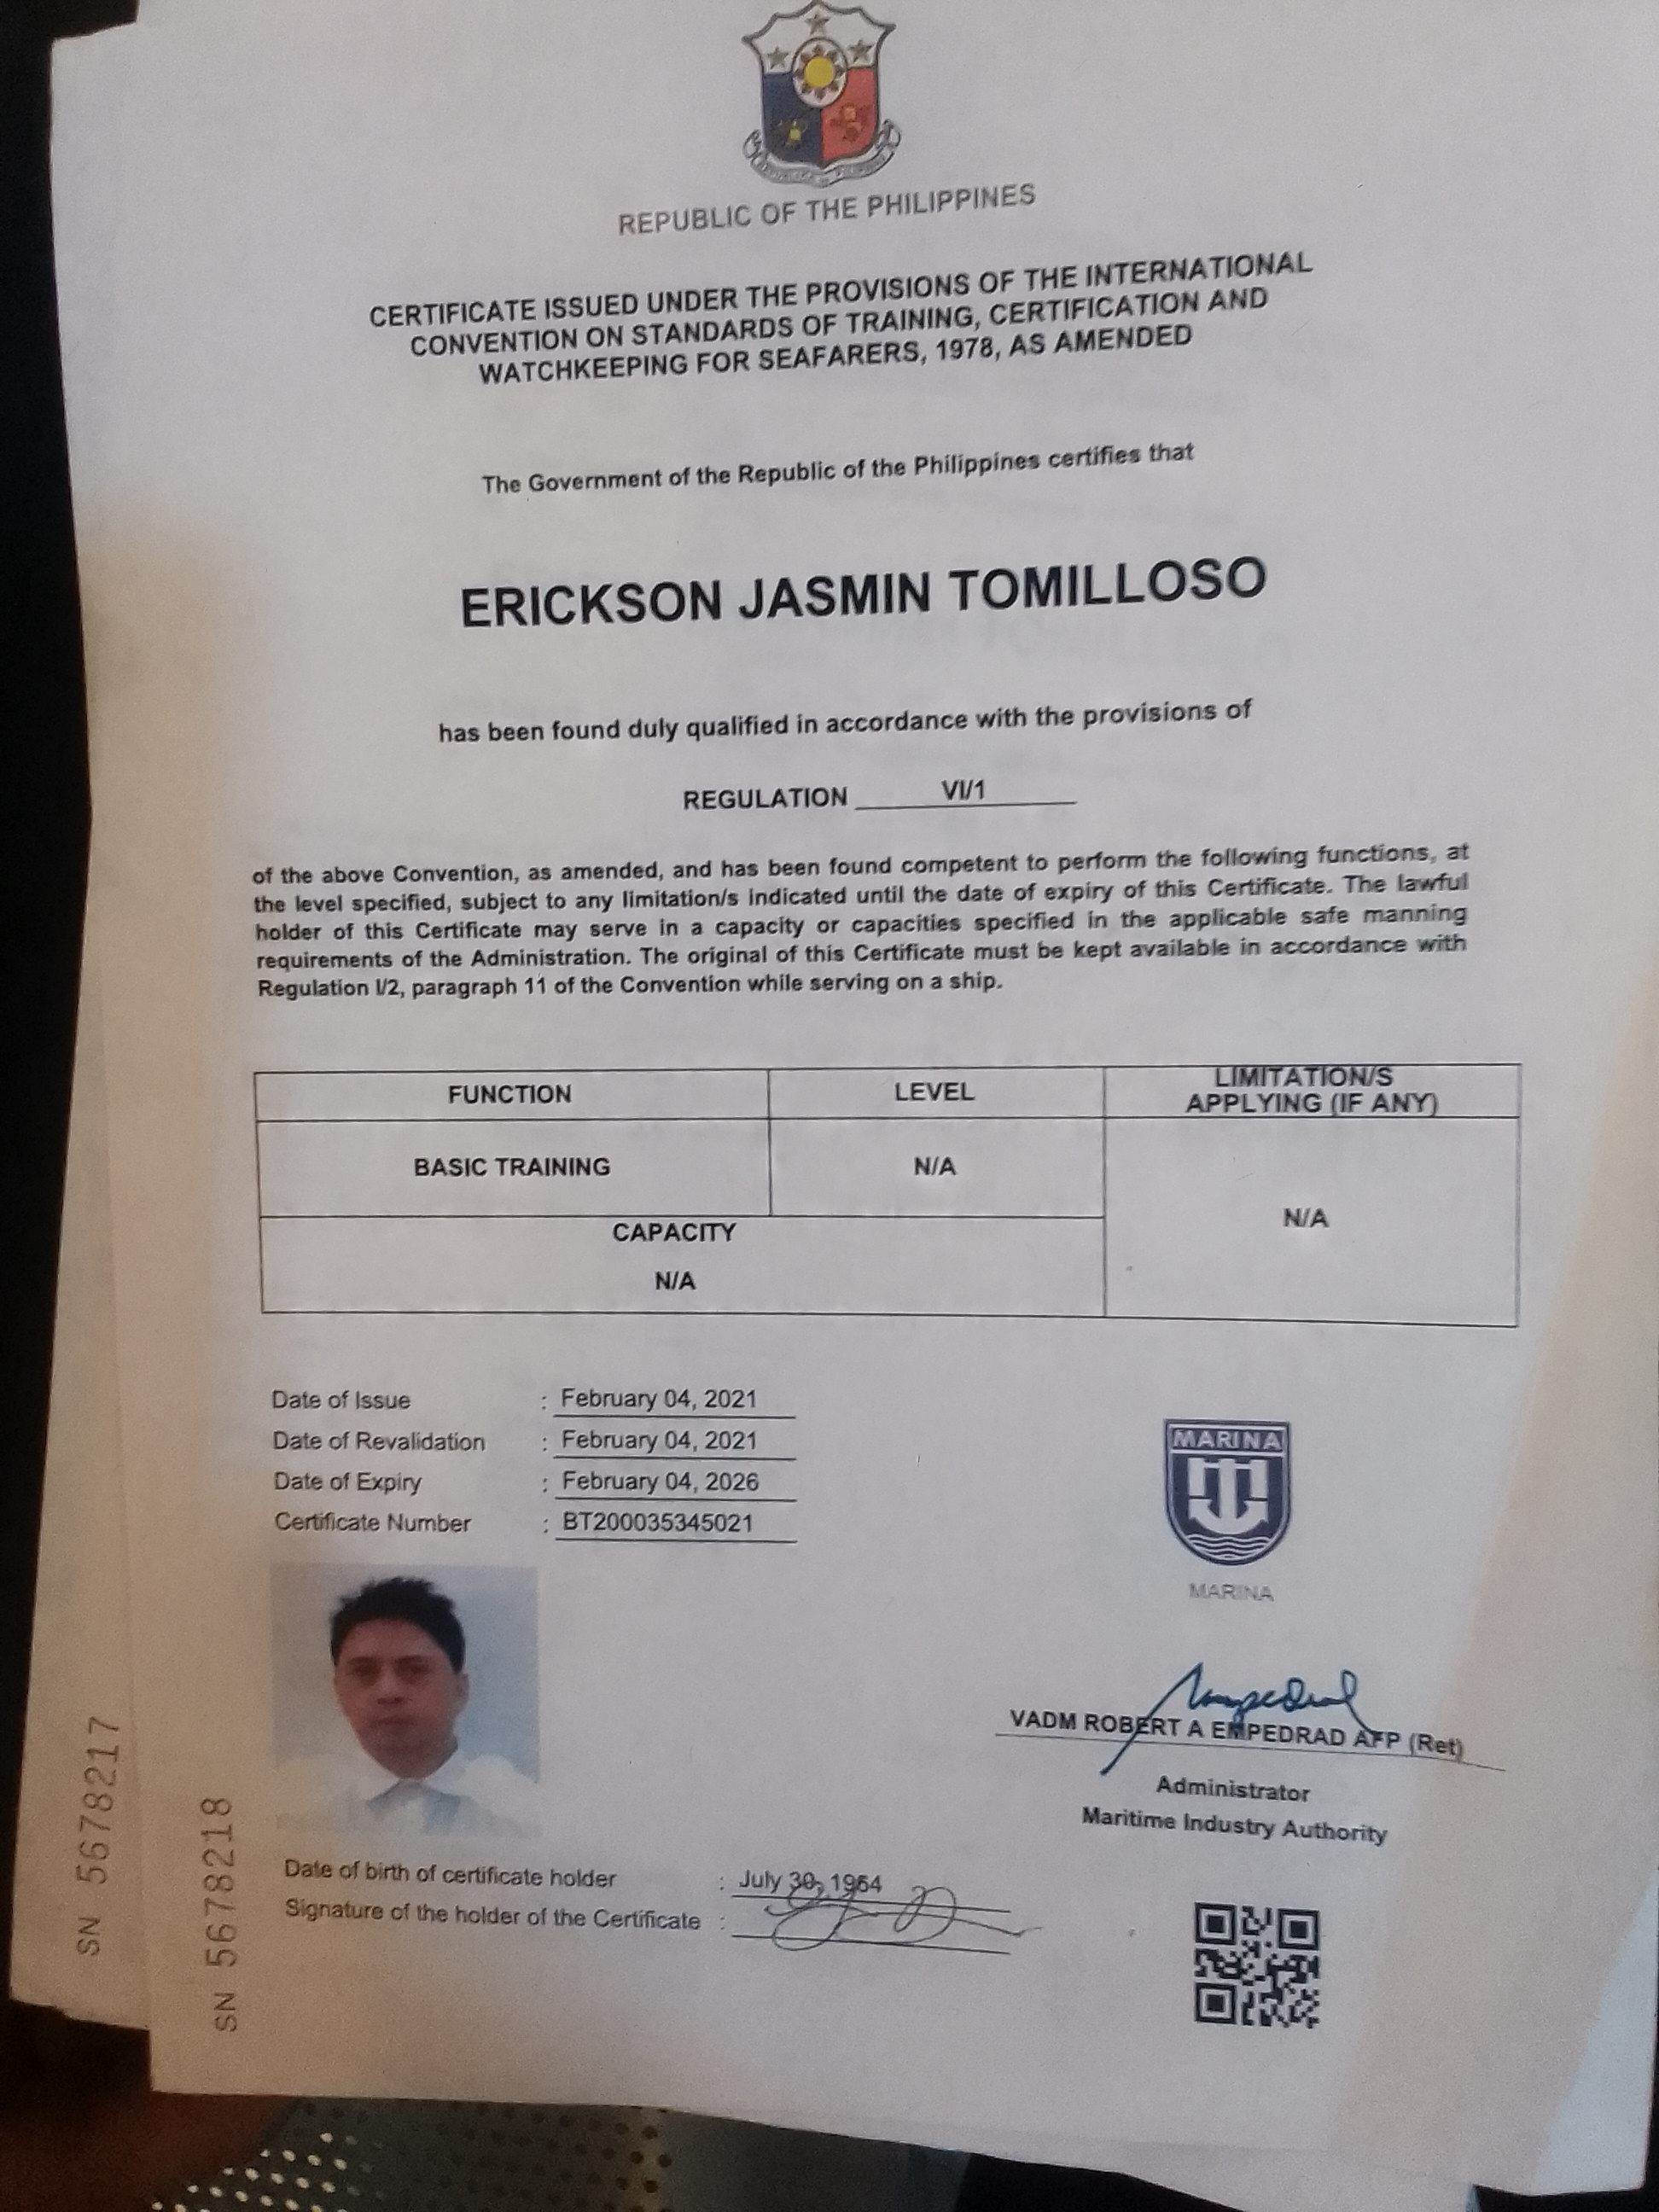 REPUBLIC OF THE PHILIPPINES
CERTIFICATE ISSUED UNDER THE PROVISIONS OF THE INTERNATIONAL
CONVENTION ON STANDARDS OF TRAINING, CERTIFICATION AND
WATCHKEEPING FOR SEAFARERS, 1978, AS AMENDED
The Government of the Republic of the Philippines certifies that
ERICKSON JASMIN TOMILLOSO
has been found duly qualified in accordance with the provisions of
REGULATION VI/1
of the above Convention, as amended, and has been found competent to perform the following functions, at
the level specified, subject to any limitation/s indicated until the date of expiry of this Certificate. The lawful
holder of this Certificate may serve in a capacity or capacities specified in the applicable safe manning
requirements of the Administration. The original of this Certificate must be kept available in accordance with
Regulation I/2, paragraph 11 of the Convention while serving on a ship.
FUNCTION LEVEL LIMITATION/S
APPLYING (IF ANY)
BASIC TRAINING N/A N/A
CAPACITY
N/A
Date of Issue : February 04, 2021
Date of Revalidation : February 04, 2021
Date of Expiry : February 04, 2026
Certificate Number : BT200035345021
MARINA
MARINA
VADM ROBERT A EMPEDRAD AFP (Ret)
Administrator
Maritime Industry Authority
Date of birth of certificate holder : July 30, 1964
Signature of the holder of the Certificate :
SN 5678217
SN 5678218